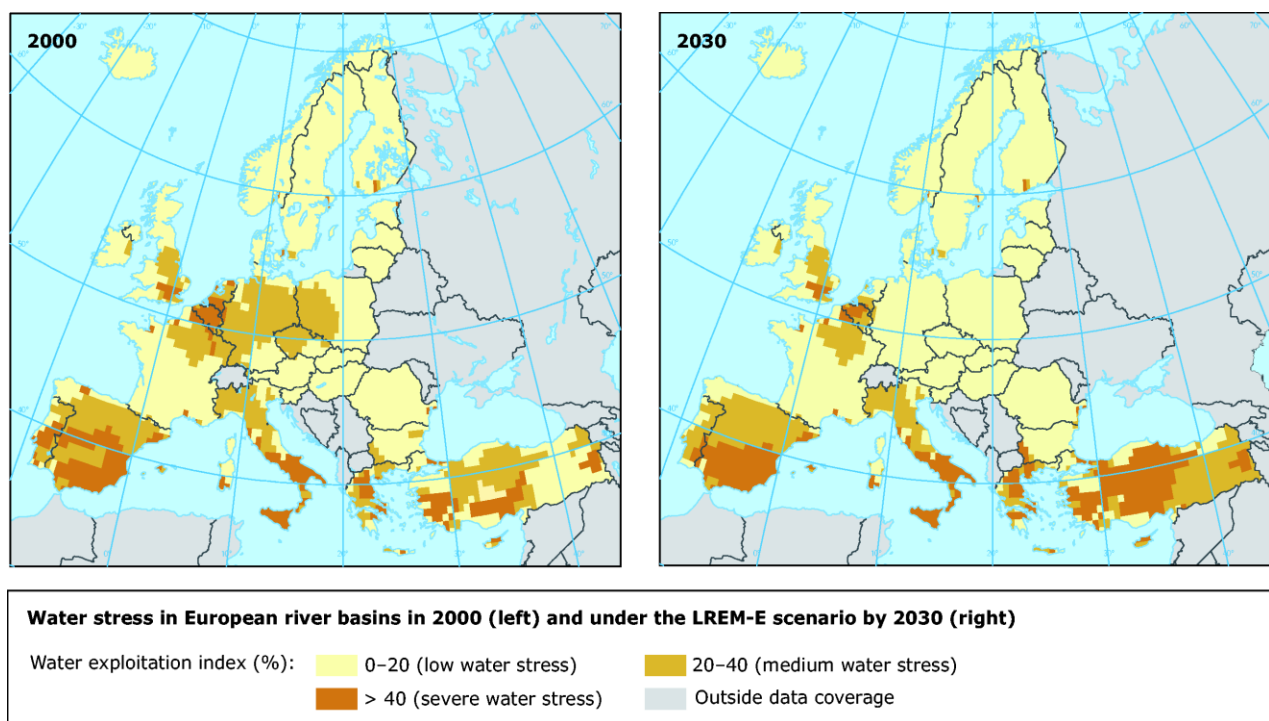 2000
2030
Water stress in European river basins in 2000 (left) and under the LREM-E scenario by 2030 (right)
Water exploitation index (%):
0–20 (low water stress)
20–40 (medium water stress)
> 40 (severe water stress)
Outside data coverage